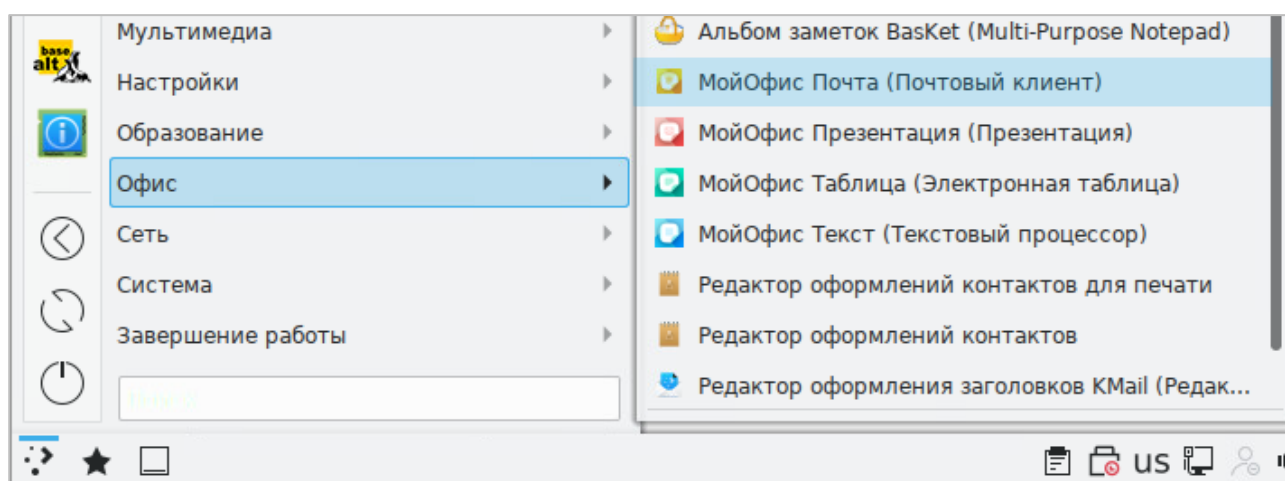 base
alt
Мультимедиа
Настройки
Образование
Офис
Сеть
Система
Завершение работы
Альбом заметок BasKet (Multi-Purpose Notepad)
МойОфис Почта (Почтовый клиент)
МойОфис Презентация (Презентация)
МойОфис Таблица (Электронная таблица)
МойОфис Текст (Текстовый процессор)
Редактор оформлений контактов для печати
Редактор оформлений контактов
Редактор оформления заголовков KMail (Редак...
us